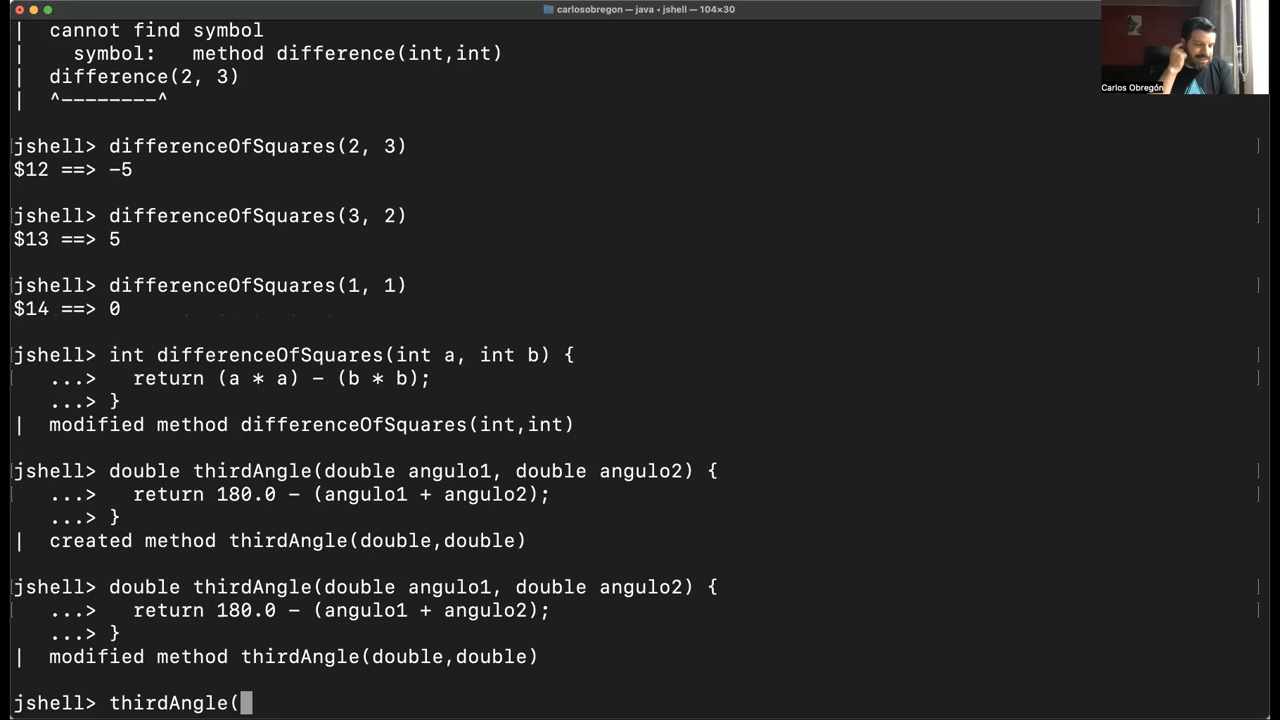 carlosobregon — java ◂ jshell — 104×30
|   cannot find symbol
|     symbol:   method difference(int,int)
|   difference(2, 3)
|   ^--------^
jshell> differenceOfSquares(2, 3)
$12 ==> -5
jshell> differenceOfSquares(3, 2)
$13 ==> 5
jshell> differenceOfSquares(1, 1)
$14 ==> 0
jshell> int differenceOfSquares(int a, int b) {
   ...>   return (a * a) - (b * b);
   ...> }
|  modified method differenceOfSquares(int,int)
jshell> double thirdAngle(double angulo1, double angulo2) {
   ...>   return 180.0 - (angulo1 + angulo2);
   ...> }
|  created method thirdAngle(double,double)
jshell> double thirdAngle(double angulo1, double angulo2) {
   ...>   return 180.0 - (angulo1 + angulo2);
   ...> }
|  modified method thirdAngle(double,double)
jshell> thirdAngle(
Carlos Obregón